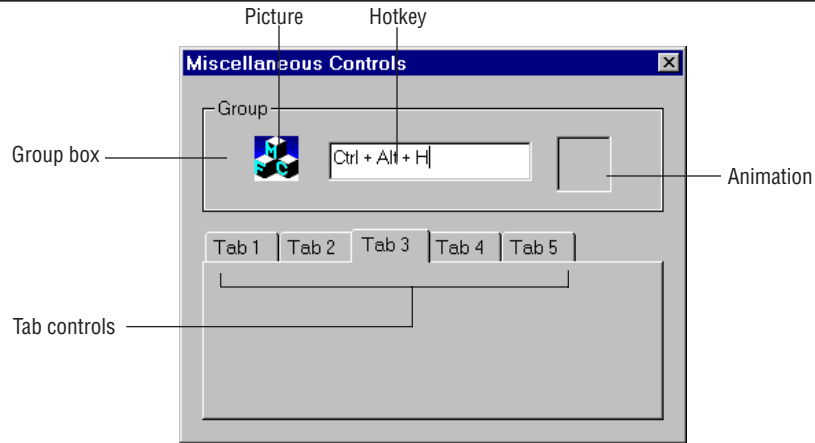 Picture Hotkey
Miscellaneous Controls
Group
Group box
M
F C
Ctrl + Alt + H
Animation
Tab 1 Tab 2 Tab 3 Tab 4 Tab 5
Tab controls